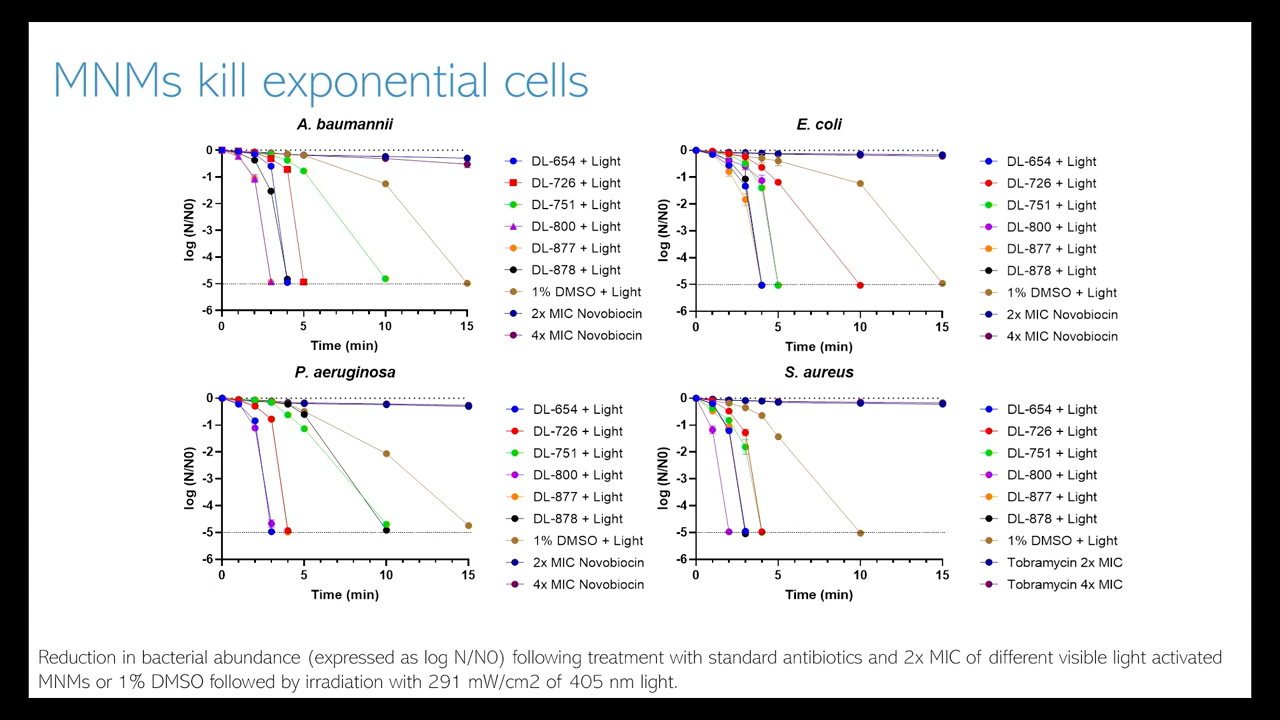 MNMs kill exponential cells
A. baumannii
0
-1
-2
-3
-4
-5
-6
log (N/N0)
0 5 10 15
Time (min)
DL-654 + Light
DL-726 + Light
DL-751 + Light
DL-800 + Light
DL-877 + Light
DL-878 + Light
1% DMSO + Light
2x MIC Novobiocin
4x MIC Novobiocin
E. coli
0
-1
-2
-3
-4
-5
-6
log (N/N0)
0 5 10 15
Time (min)
DL-654 + Light
DL-726 + Light
DL-751 + Light
DL-800 + Light
DL-877 + Light
DL-878 + Light
1% DMSO + Light
2x MIC Novobiocin
4x MIC Novobiocin
P. aeruginosa
0
-1
-2
-3
-4
-5
-6
log (N/N0)
0 5 10 15
Time (min)
DL-654 + Light
DL-726 + Light
DL-751 + Light
DL-800 + Light
DL-877 + Light
DL-878 + Light
1% DMSO + Light
2x MIC Novobiocin
4x MIC Novobiocin
S. aureus
0
-1
-2
-3
-4
-5
-6
log (N/N0)
0 5 10 15
Time (min)
DL-654 + Light
DL-726 + Light
DL-751 + Light
DL-800 + Light
DL-877 + Light
DL-878 + Light
1% DMSO + Light
Tobramycin 2x MIC
Tobramycin 4x MIC
Reduction in bacterial abundance (expressed as log N/N0) following treatment with standard antibiotics and 2x MIC of different visible light activated
MNMs or 1% DMSO followed by irradiation with 291 mW/cm2 of 405 nm light.